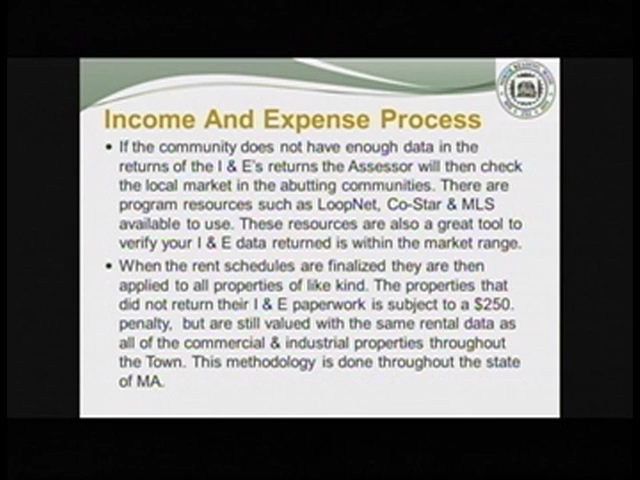 Income And Expense Process
• If the community does not have enough data in the
returns of the I & E's returns the Assessor will then check
the local market in the abutting communities. There are
program resources such as LoopNet, Co-Star & MLS
available to use. These resources are also a great tool to
verify your I & E data returned is within the market range.
• When the rent schedules are finalized they are then
applied to all properties of like kind. The properties that
did not return their I & E paperwork is subject to a $250.
penalty, but are still valued with the same rental data as
all of the commercial & industrial properties throughout
the Town. This methodology is done throughout the state
of MA.